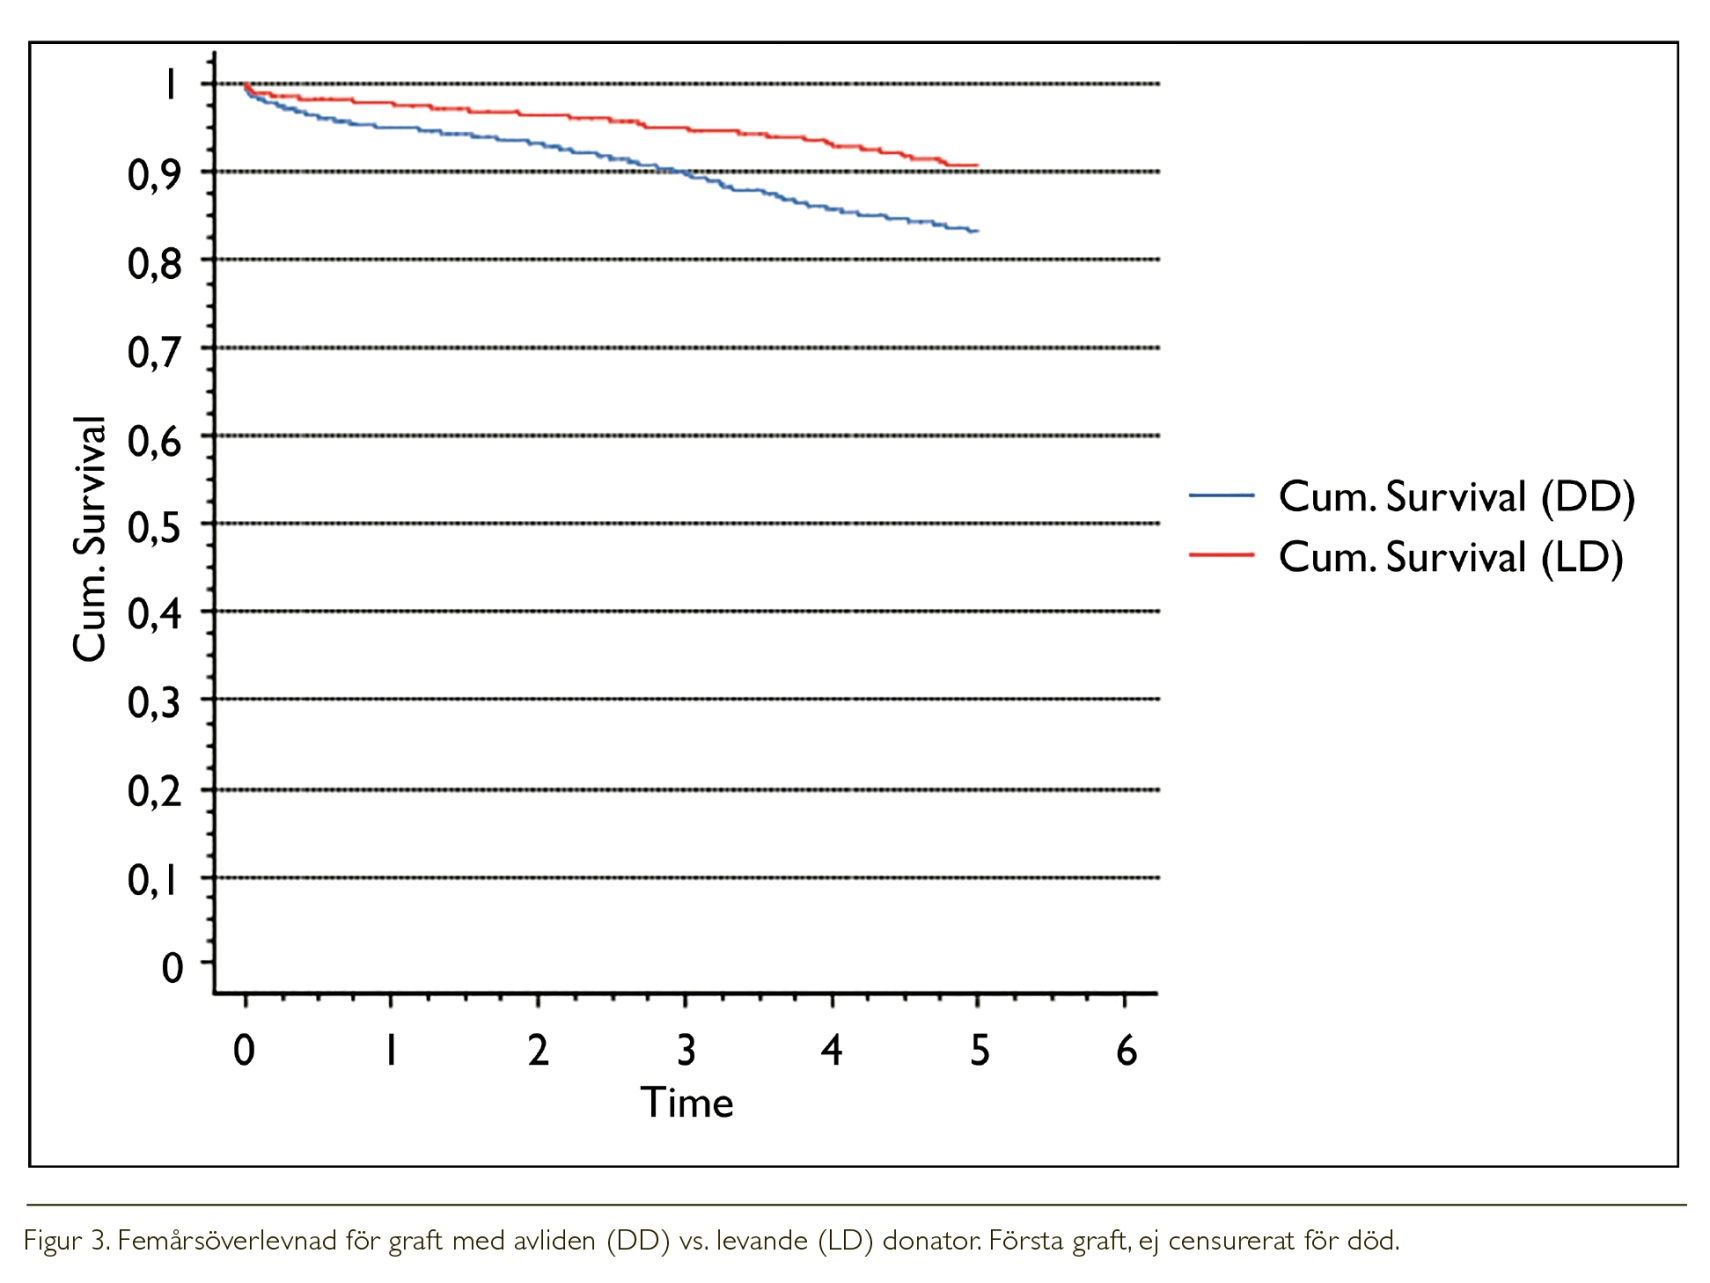 1
0,9
0,8
0,7
0,6
0,5
0,4
0,3
0,2
0,1
0
Cum. Survival
0 1 2 3 4 5 6
Time
Cum. Survival (DD)
Cum. Survival (LD)
Figur 3. Femårsöverlevnad för graft med avliden (DD) vs. levande (LD) donator. Första graft, ej censurerat för död.